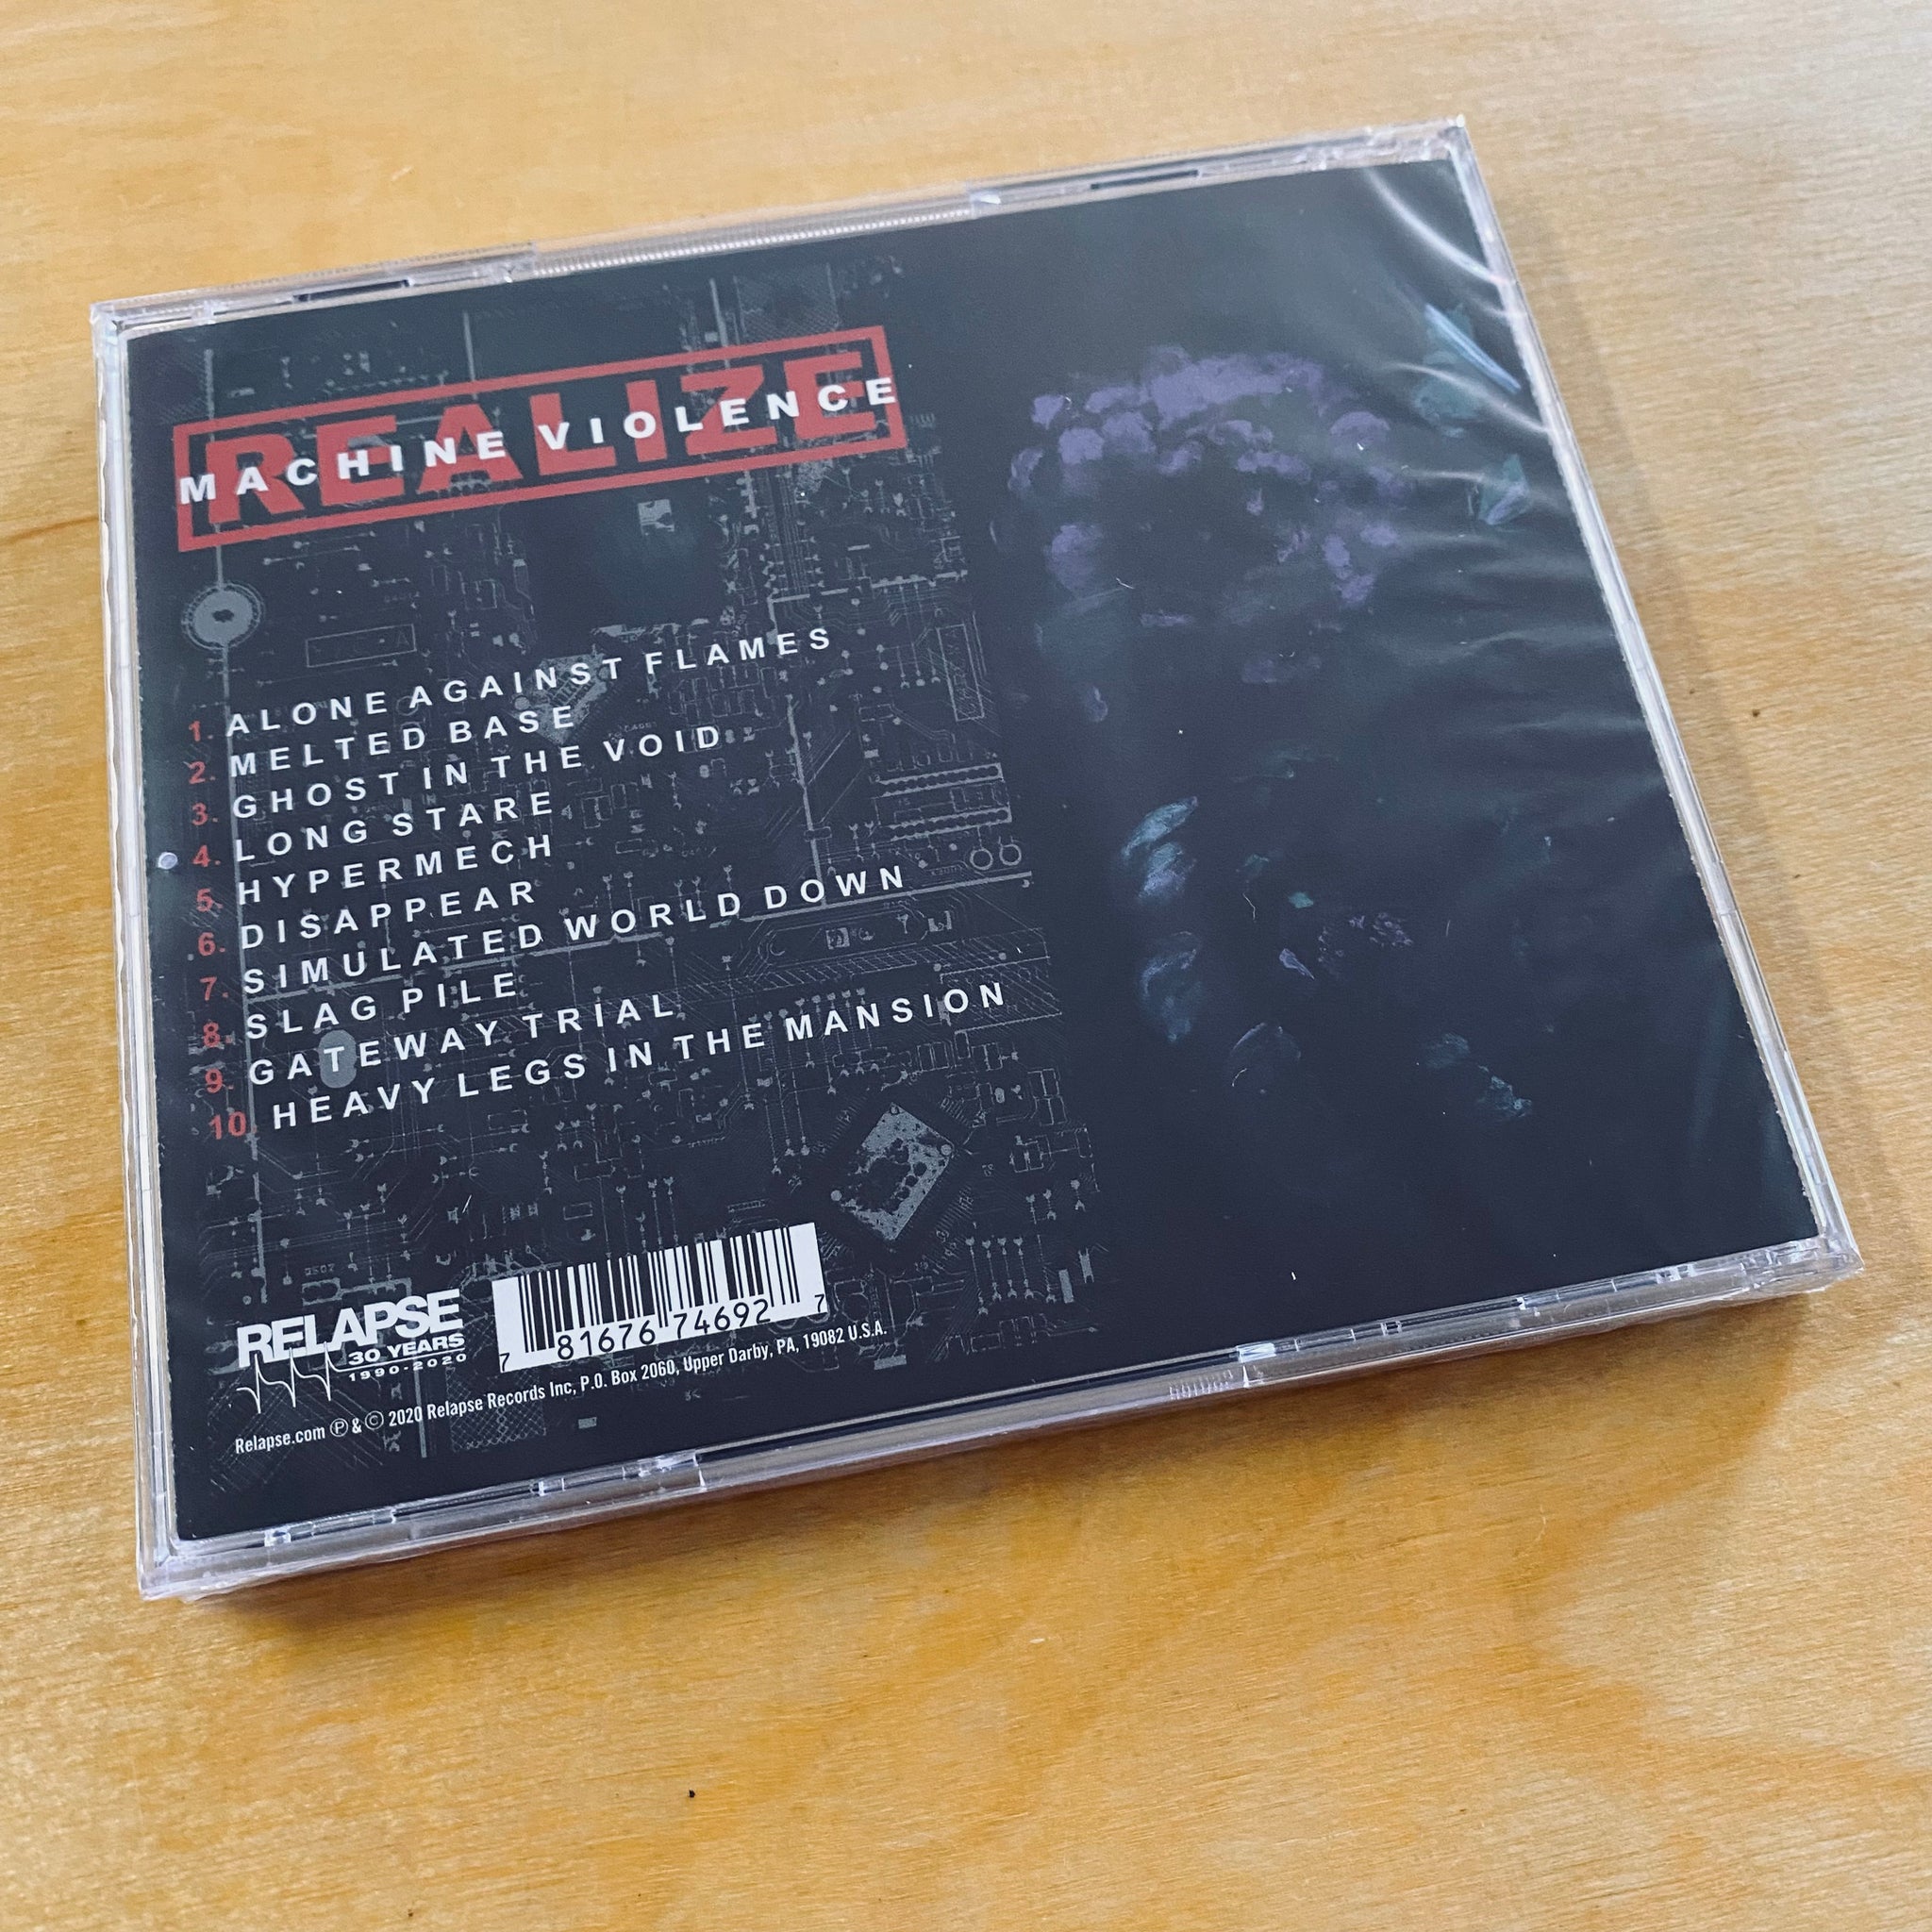 REALIZE
MACHINE VIOLENCE
1. ALONE AGAINST FLAMES
2. MELTED BASE
3. GHOST IN THE VOID
4. LONG STARE
5. HYPERMECH
6. DISAPPEAR
7. SIMULATED WORLD DOWN
8. SLAG PILE
9. GATEWAY TRIAL
10. HEAVY LEGS IN THE MANSION
RELAPSE
30 YEARS
1990-2020
7 81676 74692 7
Relapse.com ℗ & © 2020 Relapse Records Inc, P.O. Box 2060, Upper Darby, PA, 19082 U.S.A.